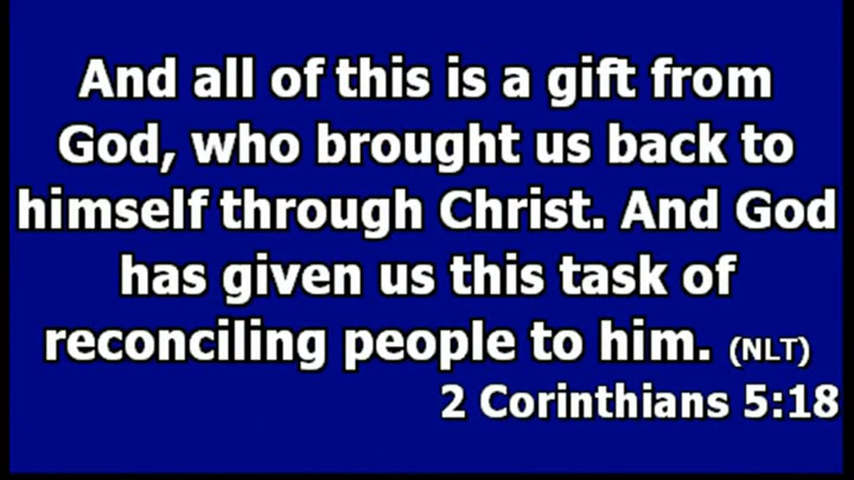 And all of this is a gift from
God, who brought us back to
himself through Christ. And God
has given us this task of
reconciling people to him. (NLT)
2 Corinthians 5:18